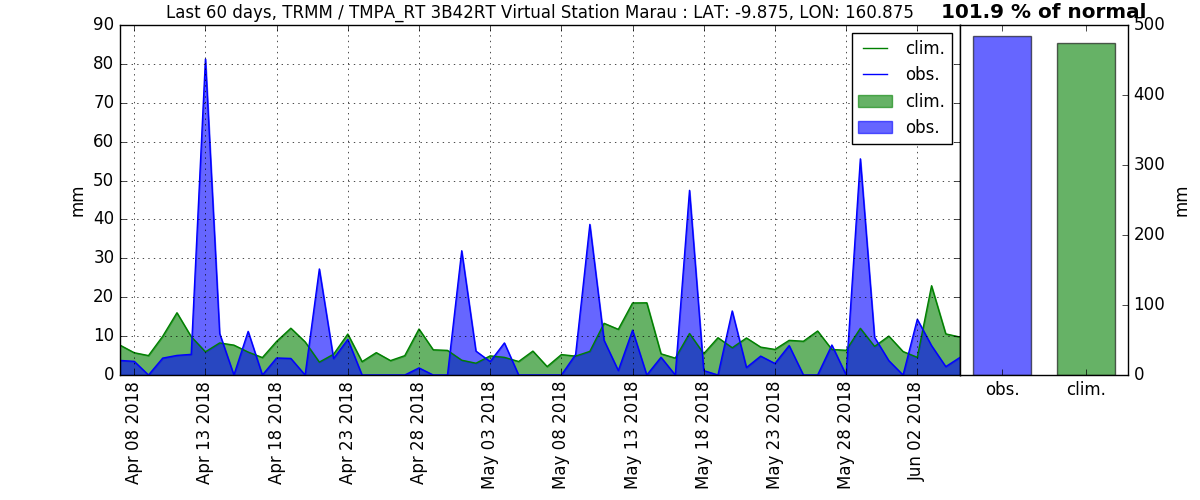 Last 60 days, TRMM / TMPA_RT 3B42RT Virtual Station Marau : LAT: -9.875, LON: 160.875
101.9 % of normal
90
80
70
60
50
40
30
20
10
0
mm
clim.
obs.
clim.
obs.
500
400
300
200
100
0
mm
obs.
clim.
Apr 08 2018
Apr 13 2018
Apr 18 2018
Apr 23 2018
Apr 28 2018
May 03 2018
May 08 2018
May 13 2018
May 18 2018
May 23 2018
May 28 2018
Jun 02 2018